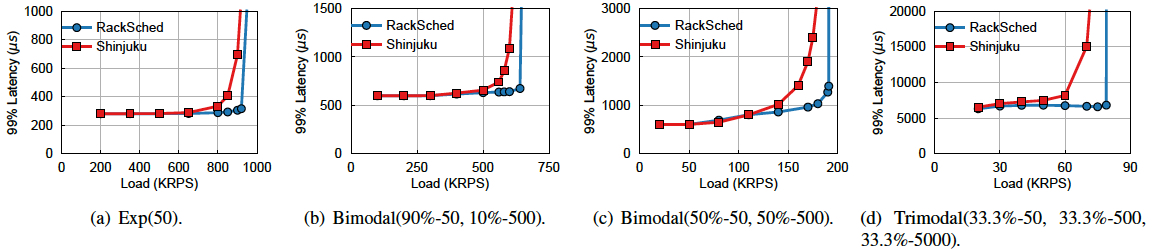 1000
800
600
400
200
0
0 200 400 600 800 1000
99% Latency (μs)
Load (KRPS)
RackSched
Shinjuku
(a) Exp(50).
1500
1000
500
0
0 250 500 750
99% Latency (μs)
Load (KRPS)
RackSched
Shinjuku
(b) Bimodal(90%-50, 10%-500).
3000
2000
1000
0
0 50 100 150 200
99% Latency (μs)
Load (KRPS)
RackSched
Shinjuku
(c) Bimodal(50%-50, 50%-500).
20000
15000
10000
5000
0
0 30 60 90
99% Latency (μs)
Load (KRPS)
RackSched
Shinjuku
(d) Trimodal(33.3%-50, 33.3%-500,
33.3%-5000).